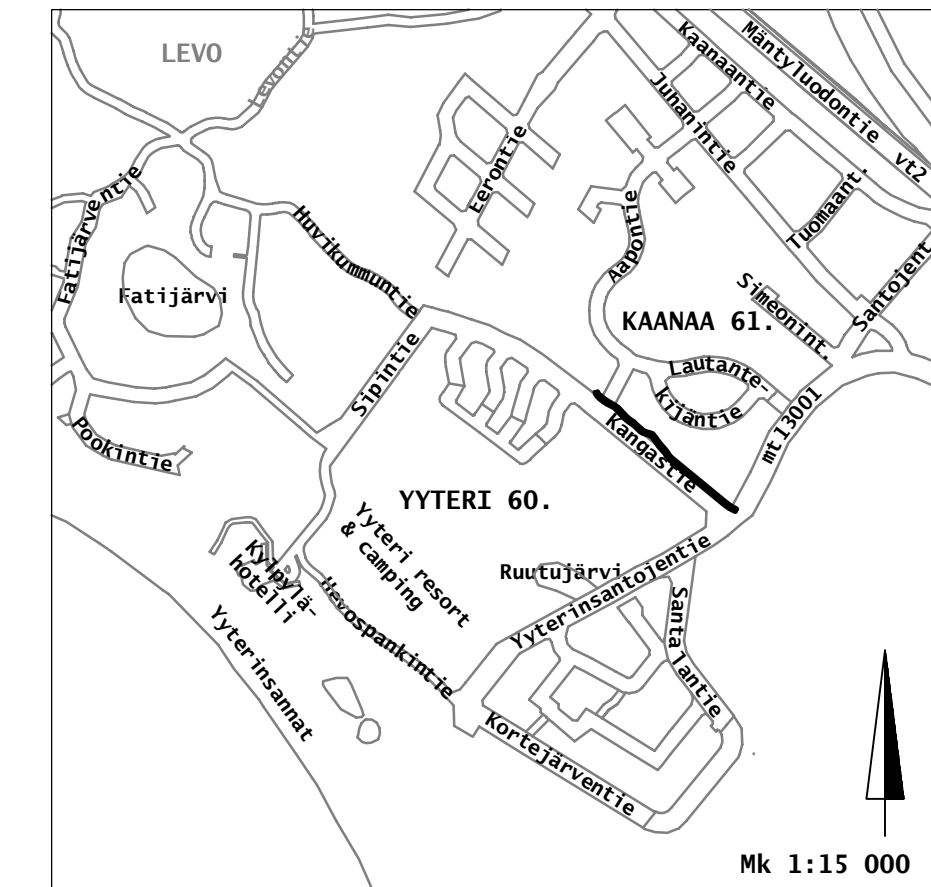 LEVO
Levontie
Kaanaantie
Mäntyluodontie
vt2
Juhanintie
Eerontie
Tuomaant.
Fatijärventie
Huvikummuntie
Aapontie
Santojent
Fatijärvi
Simeonint.
KAANAA 61.
Sipintie
Lautante-
kijäntie
mt13001
Pookintie
Kangastie
YYTERI 60.
Yyteri resort
& camping
Kylpylä-
hotelli
Ruutujärvi
Yyterinsantojentie
Hevospankintie
Santalantie
Yyterinsannat
Kortejärventie
Mk 1:15 000